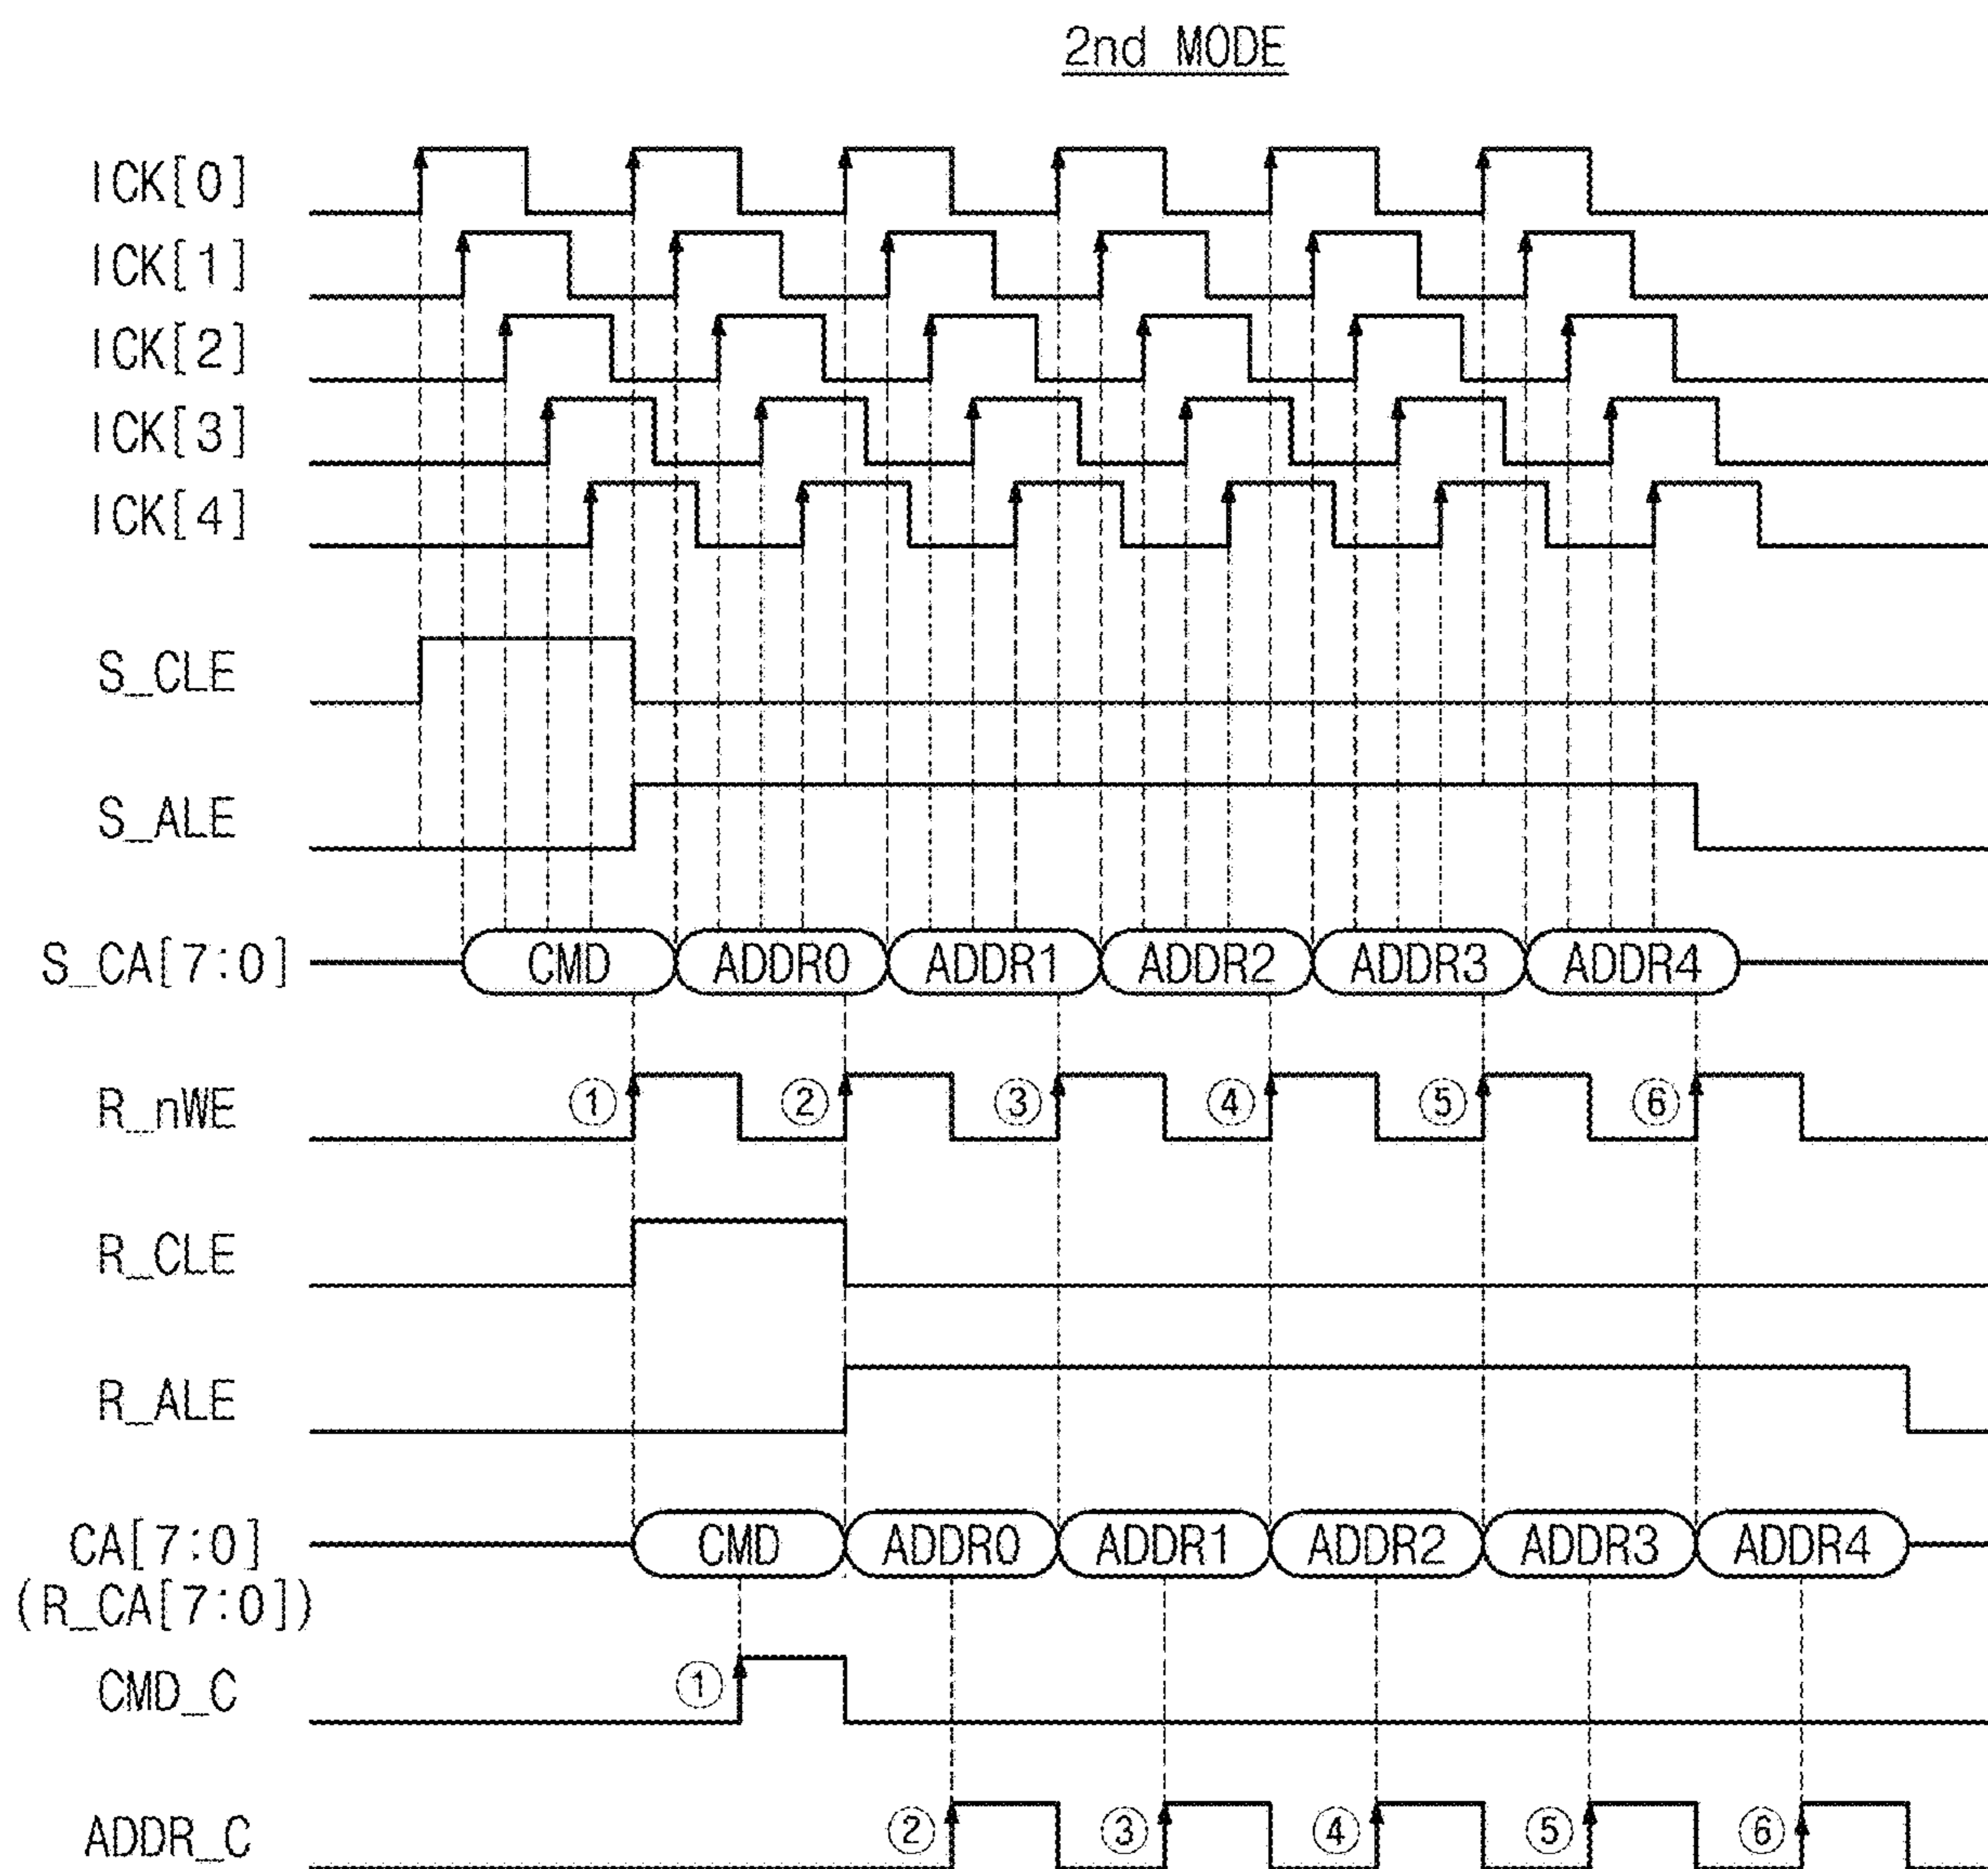 2nd MODE
ICK[0]
ICK[1]
ICK[2]
ICK[3]
ICK[4]
S_CLE
S_ALE
S_CA[7:0] CMD ADDR0 ADDR1 ADDR2 ADDR3 ADDR4
R_nWE ① ② ③ ④ ⑤ ⑥
R_CLE
R_ALE
CA[7:0] CMD ADDR0 ADDR1 ADDR2 ADDR3 ADDR4
(R_CA[7:0])
CMD_C ①
ADDR_C ② ③ ④ ⑤ ⑥